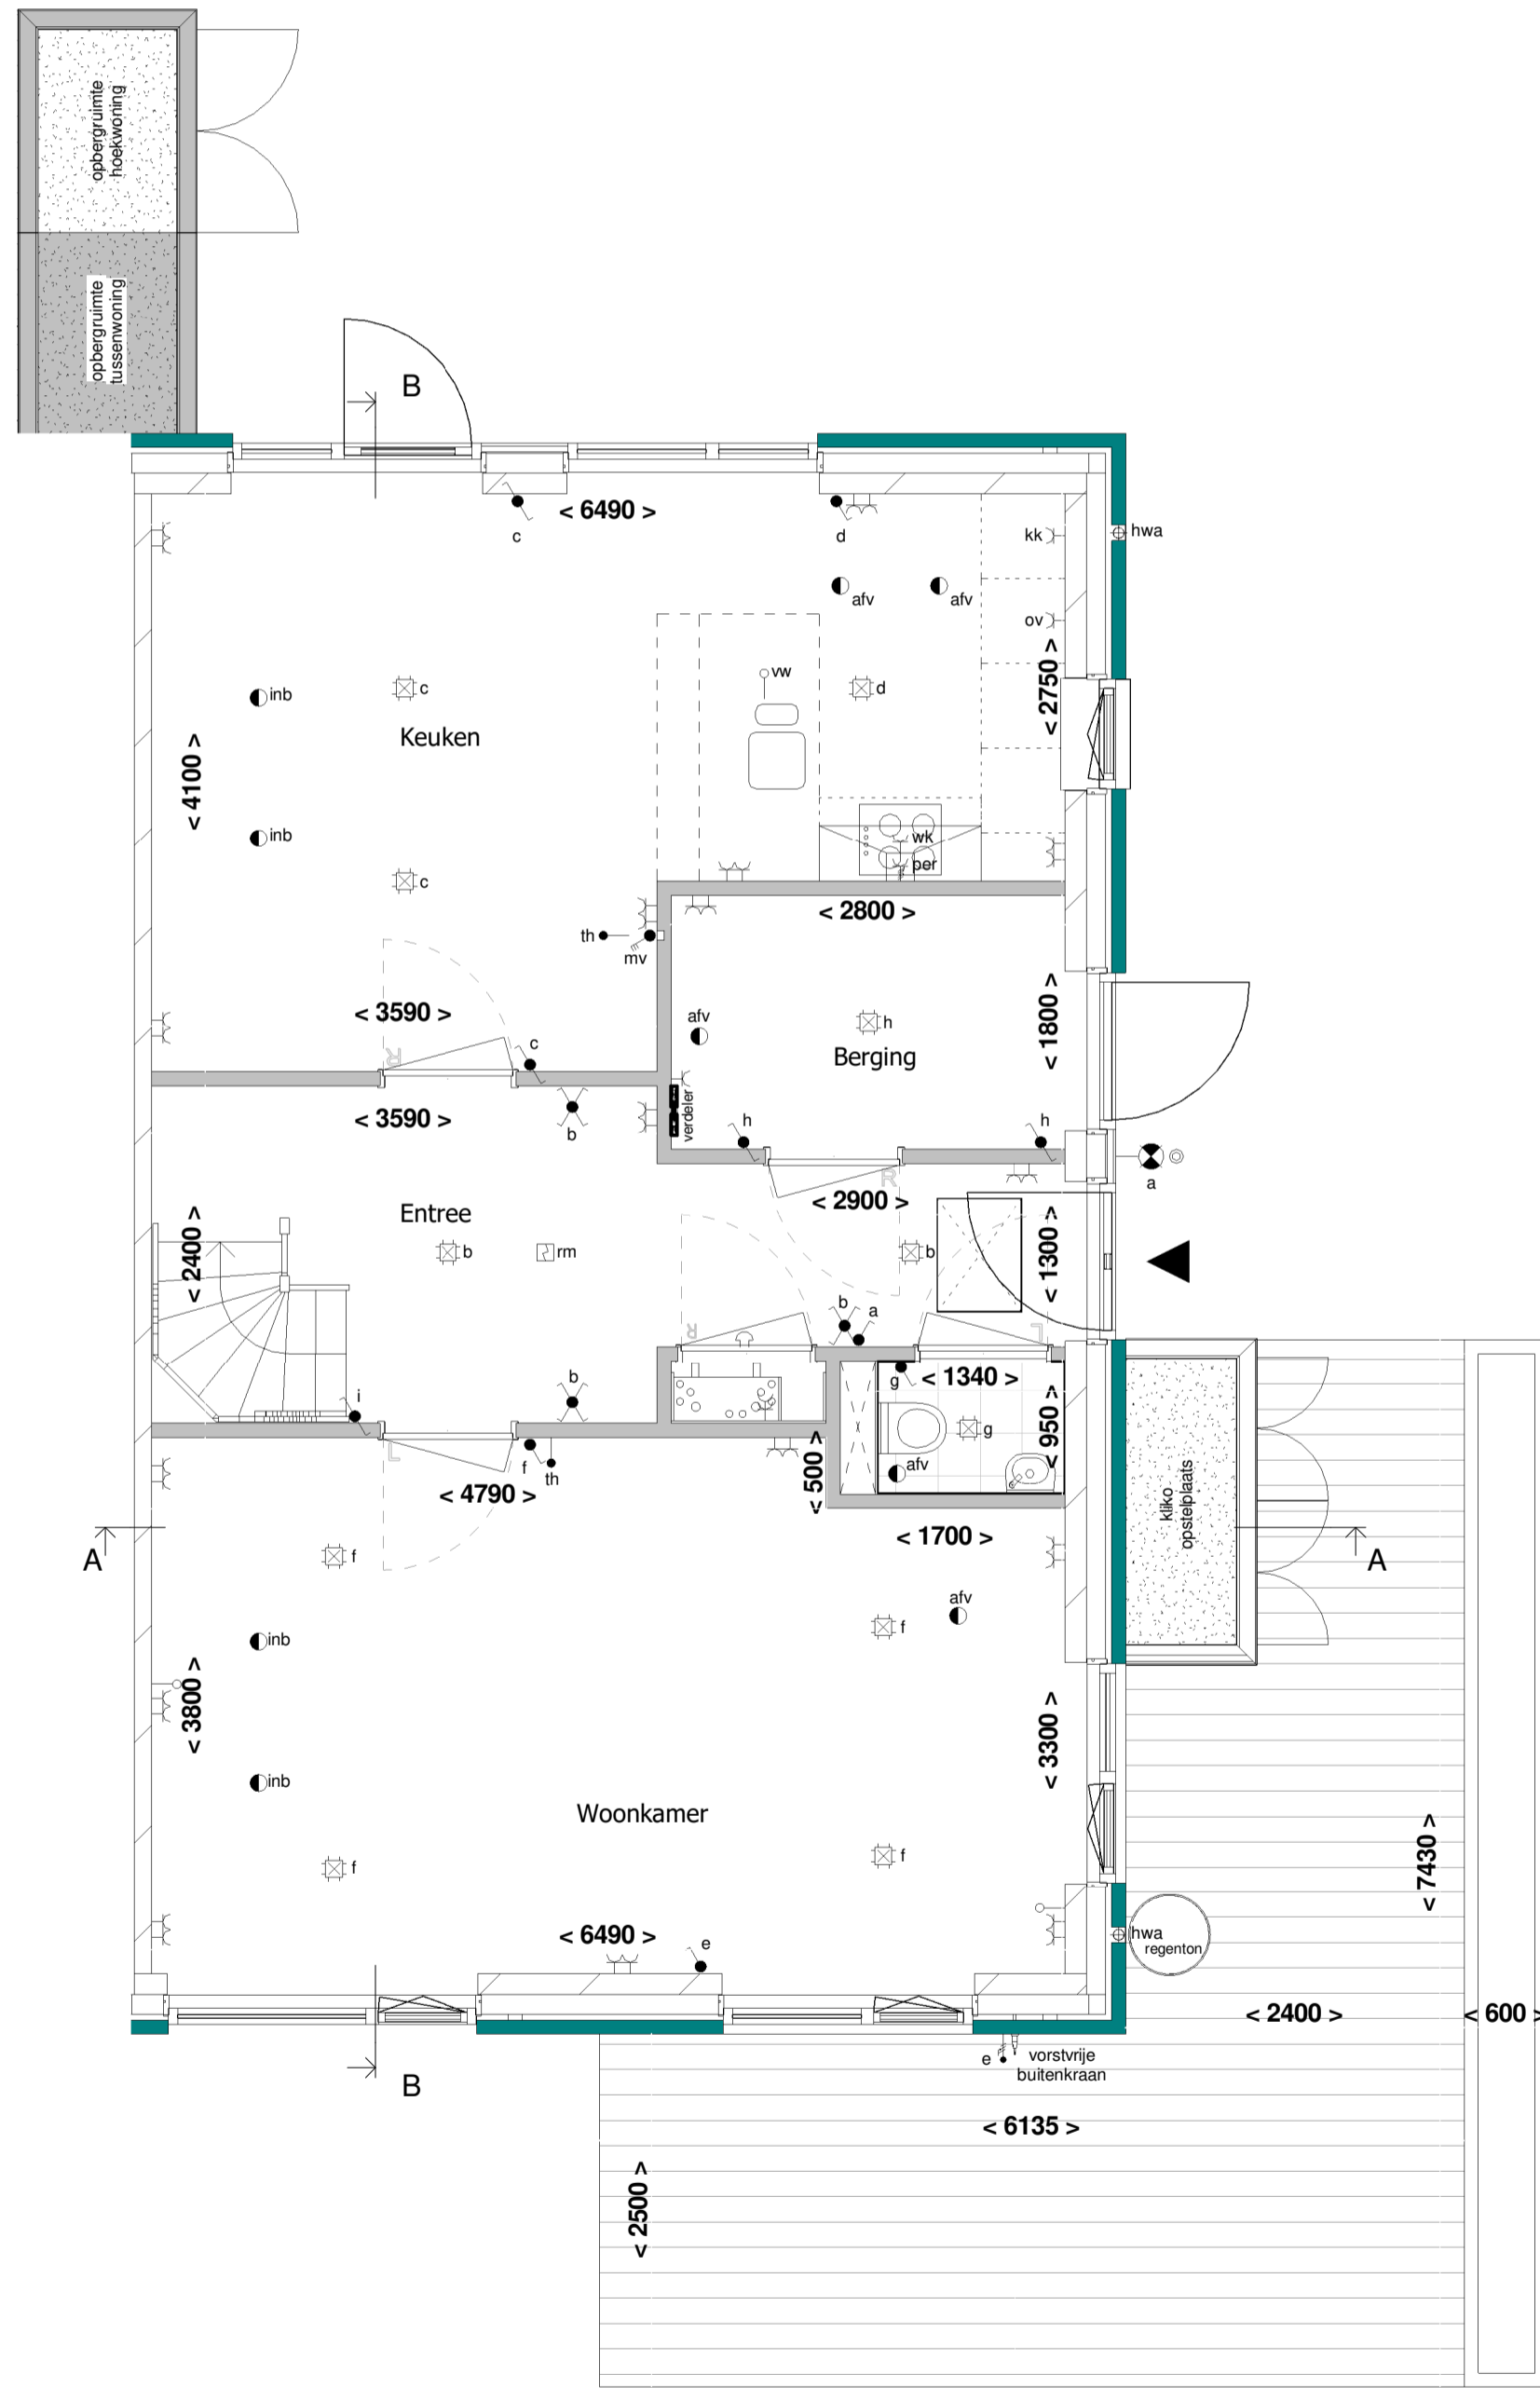 opbergruimte
hoekwoning
opbergruimte
tussenwoning
B
< 6490 >
c
d
kk
hwa
afv
afv
ov
< 2750 >
vw
inb
c
d
Keuken
< 4100 >
inb
wk
per
c
< 2800 >
th
mv
< 3590 >
afv
h
< 1800 >
c
R
Berging
< 3590 >
b
verdeler
h
h
a
R
< 2900 >
Entree
< 2400 >
b
rm
b
< 1300 >
b
a
R
L
i
b
g
< 1340 >
g
< 950 >
afv
< 500 >
L
f
th
< 4790 >
kliko
opstelplaats
A
f
< 1700 >
A
afv
f
inb
< 3800 >
< 3300 >
inb
Woonkamer
f
f
< 7430 >
< 6490 >
e
hwa
regenton
< 2400 >
< 600 >
e
vorstvrije
buitenkraan
B
< 6135 >
< 2500 >